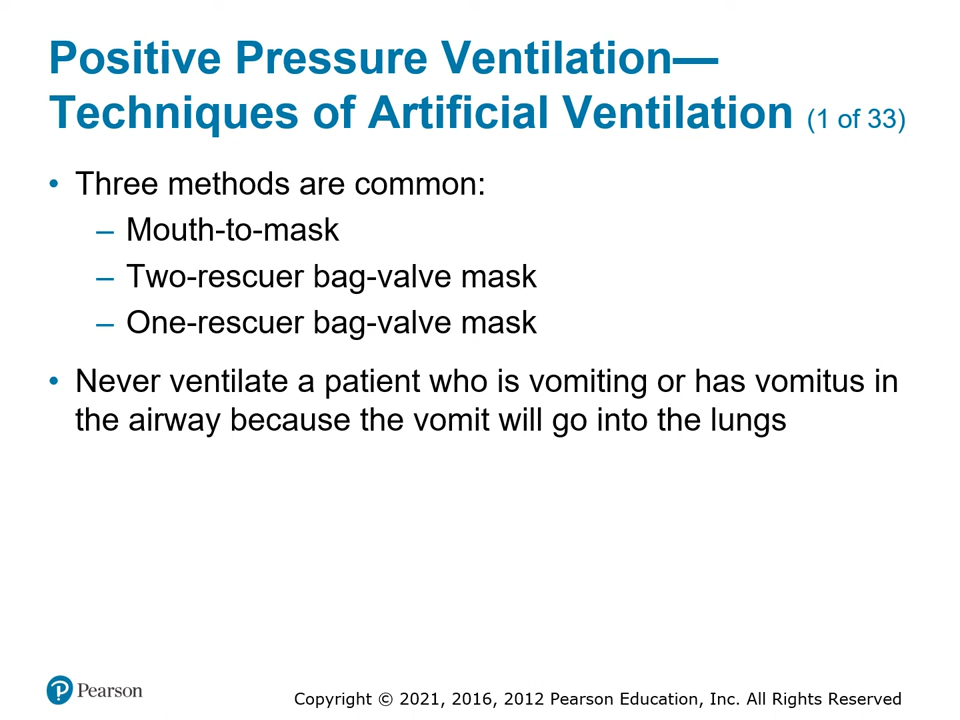 Positive Pressure Ventilation—
Techniques of Artificial Ventilation (1 of 33)
• Three methods are common:
– Mouth-to-mask
– Two-rescuer bag-valve mask
– One-rescuer bag-valve mask
• Never ventilate a patient who is vomiting or has vomitus in
the airway because the vomit will go into the lungs
Pearson
Copyright © 2021, 2016, 2012 Pearson Education, Inc. All Rights Reserved